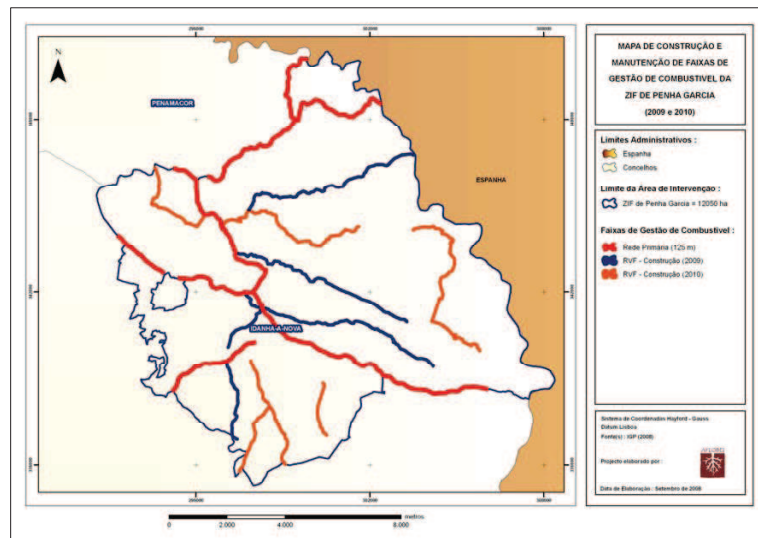 MAPA DE CONSTRUÇÃO E
MANUTENÇÃO DE FAIXAS DE
GESTÃO DE COMBUSTIVEL DA
ZIF DE PENHA GARCIA
(2009 e 2010)
Limites Administrativos :
Espanha
Concelhos
Limite da Área de Intervenção :
ZIF de Penha Garcia = 12050 ha
Faixas de Gestão de Combustível :
Rede Primária (125 m)
RVF - Construção (2009)
RVF - Construção (2010)
Sistema de Coordenadas Hayford - Gauss
Datum Lisboa
Fonte(s) : IGP (2008)
Projecto elaborado por :
Data de Elaboração : Setembro de 2008
N
PENAMACOR
ESPANHA
IDANHA-A-NOVA
metros
0 2.000 4.000 8.000